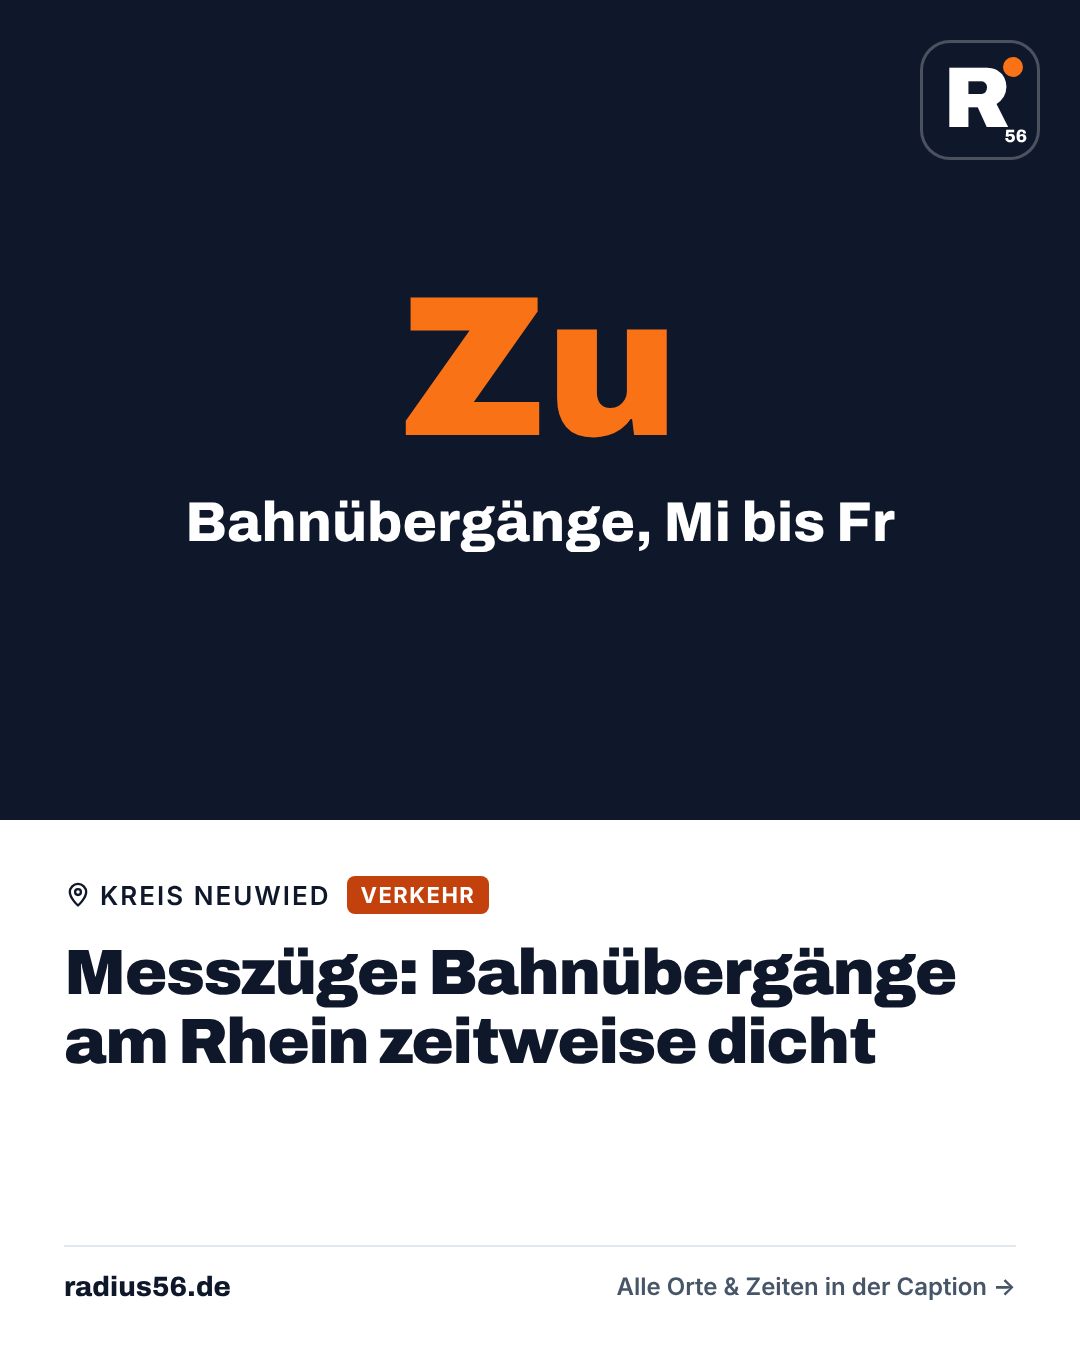 R
56
Zu
Bahnübergänge, Mi bis Fr
KREIS NEUWIED
VERKEHR
Messzüge: Bahnübergänge
am Rhein zeitweise dicht
radius56.de
Alle Orte & Zeiten in der Caption →